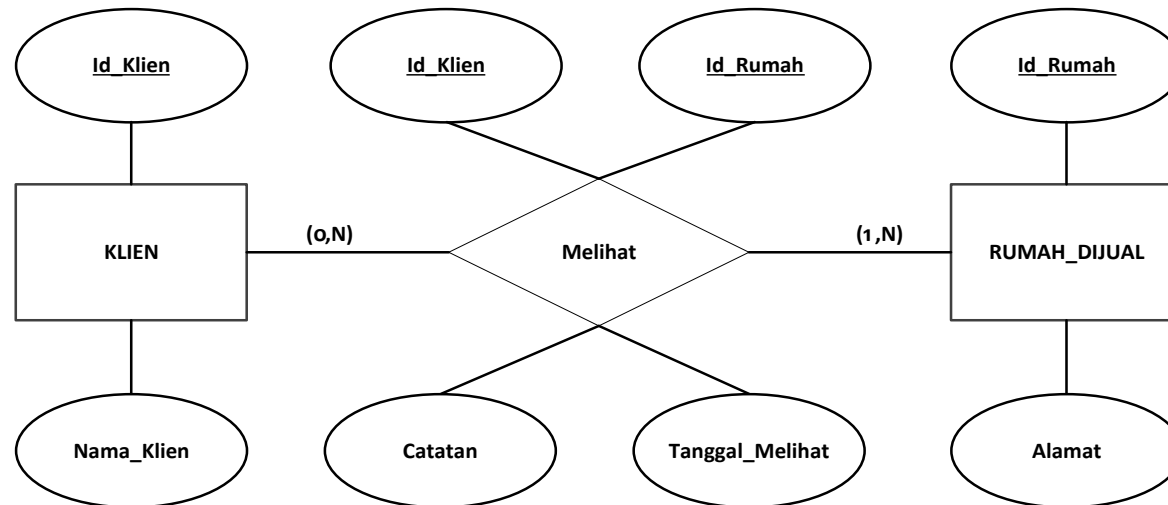 Id_Klien
Id_Klien
Id_Rumah
Id_Rumah
KLIEN
(0,N)
Melihat
(1,N)
RUMAH_DIJUAL
Nama_Klien
Catatan
Tanggal_Melihat
Alamat